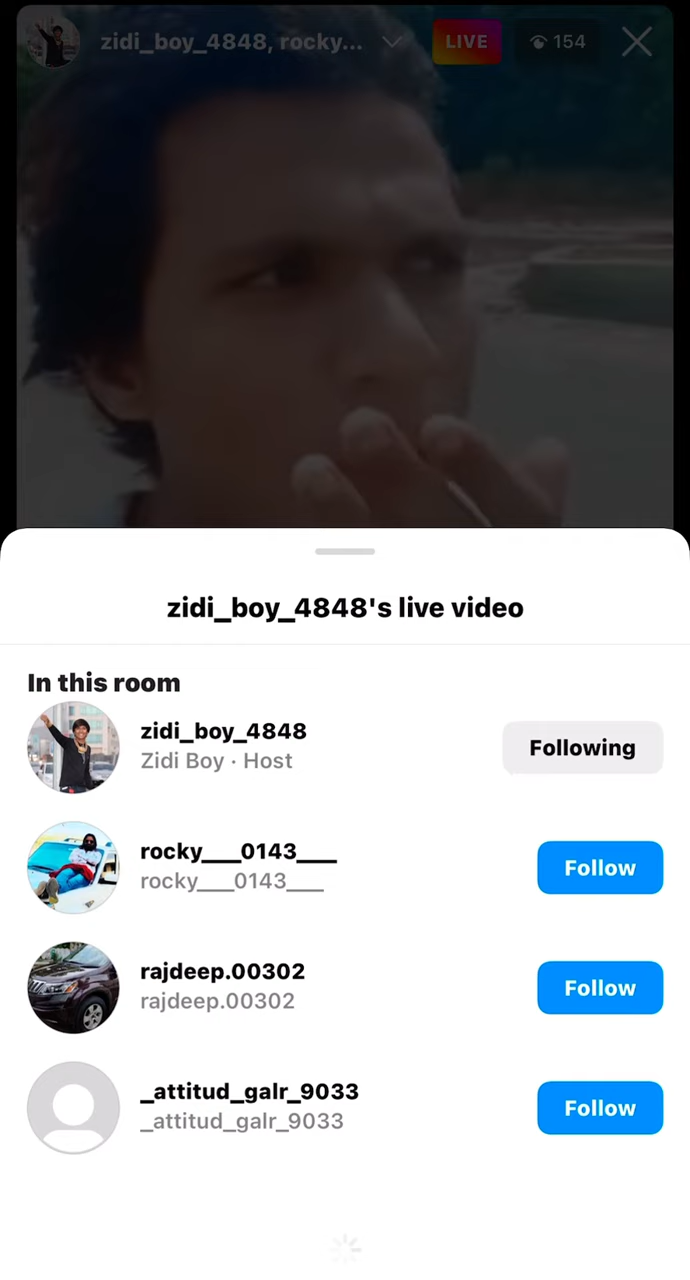 zidi_boy_4848, rocky...
LIVE
154
zidi_boy_4848's live video
In this room
zidi_boy_4848
Zidi Boy · Host
Following
rocky___0143___
rocky___0143___
Follow
rajdeep.00302
rajdeep.00302
Follow
_attitud_galr_9033
_attitud_galr_9033
Follow